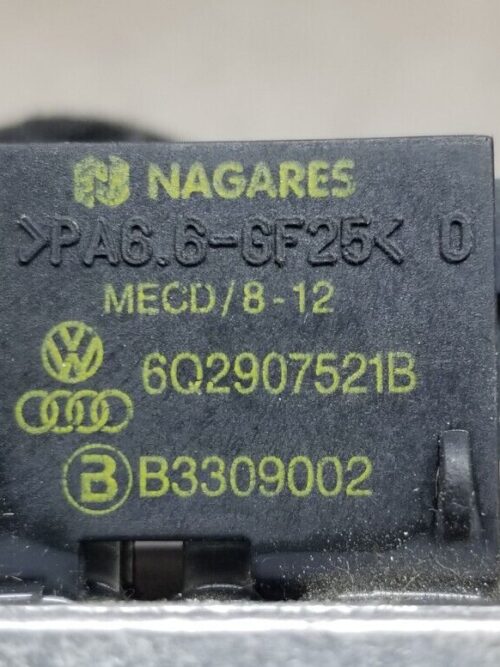 NAGARES
>PA6.6-GF25< 0
MECD/8-12
6Q2907521B
B B3309002